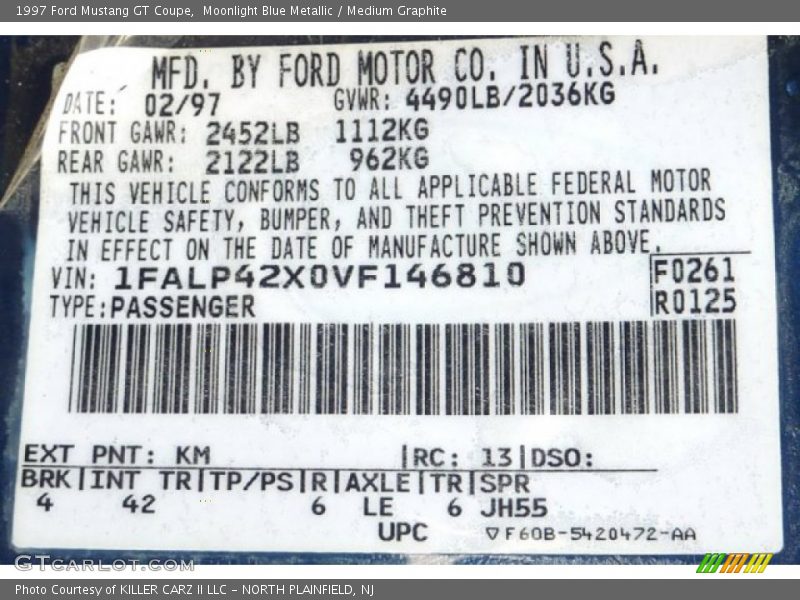 1997 Ford Mustang GT Coupe,  Moonlight Blue Metallic / Medium Graphite
MFD. BY FORD MOTOR CO. IN U.S.A.
DATE: 02/97 GVWR: 4490LB/2036KG
FRONT GAWR: 2452LB 1112KG
REAR GAWR: 2122LB 962KG
THIS VEHICLE CONFORMS TO ALL APPLICABLE FEDERAL MOTOR
VEHICLE SAFETY, BUMPER, AND THEFT PREVENTION STANDARDS
IN EFFECT ON THE DATE OF MANUFACTURE SHOWN ABOVE.
VIN: 1FALP42X0VF146810 F0261
TYPE: PASSENGER R0125
EXT PNT: KM |RC: 13|DSO:
BRK|INT TR|TP/PS|R|AXLE|TR|SPR
4 42 6 LE 6 JH55
UPC ▽F60B-5420472-AA
GTCARLOT.COM
Photo Courtesy of KILLER CARZ II LLC - NORTH PLAINFIELD, NJ